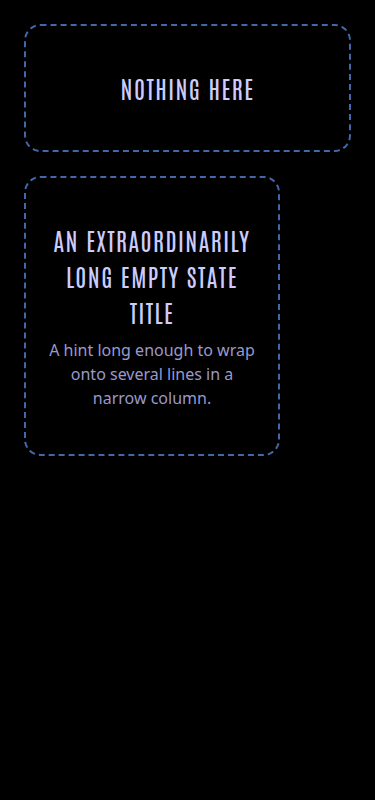 NOTHING HERE
AN EXTRAORDINARILY
LONG EMPTY STATE
TITLE
A hint long enough to wrap
onto several lines in a
narrow column.